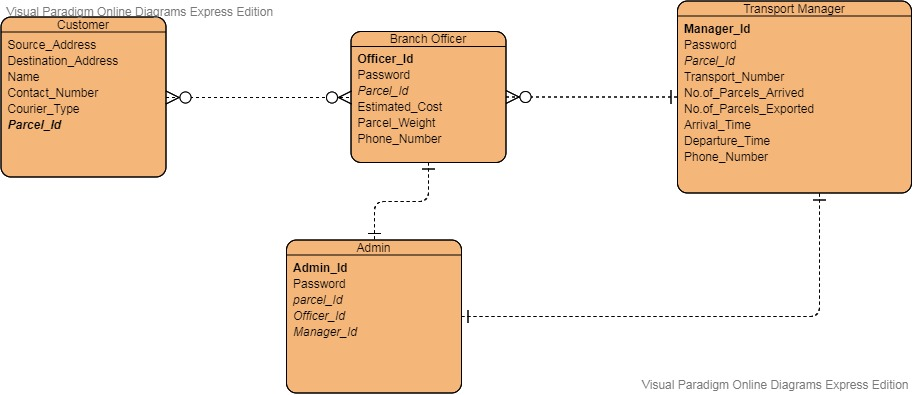 Visual Paradigm Online Diagrams Express Edition
Customer
Source_Address
Destination_Address
Name
Contact_Number
Courier_Type
Parcel_Id
Branch Officer
Officer_Id
Password
Parcel_Id
Estimated_Cost
Parcel_Weight
Phone_Number
Transport Manager
Manager_Id
Password
Parcel_Id
Transport_Number
No.of_Parcels_Arrived
No.of_Parcels_Exported
Arrival_Time
Departure_Time
Phone_Number
Admin
Admin_Id
Password
parcel_Id
Officer_Id
Manager_Id
Visual Paradigm Online Diagrams Express Edition